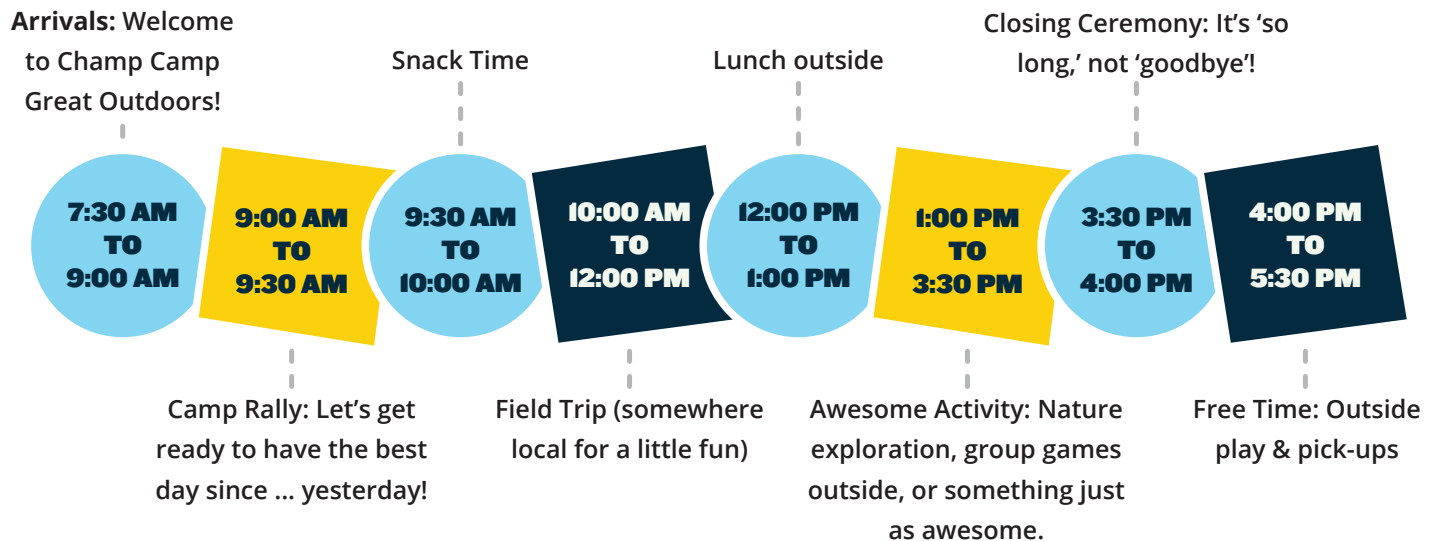 Arrivals: Welcome
to Champ Camp
Great Outdoors!
7:30 AM
TO
9:00 AM
9:00 AM
TO
9:30 AM
Camp Rally: Let’s get
ready to have the best
day since ... yesterday!
Snack Time
9:30 AM
TO
10:00 AM
10:00 AM
TO
12:00 PM
Field Trip (somewhere
local for a little fun)
Lunch outside
12:00 PM
TO
1:00 PM
1:00 PM
TO
3:30 PM
Awesome Activity: Nature
exploration, group games
outside, or something just
as awesome.
Closing Ceremony: It’s ‘so
long,’ not ‘goodbye’!
3:30 PM
TO
4:00 PM
4:00 PM
TO
5:30 PM
Free Time: Outside
play & pick-ups